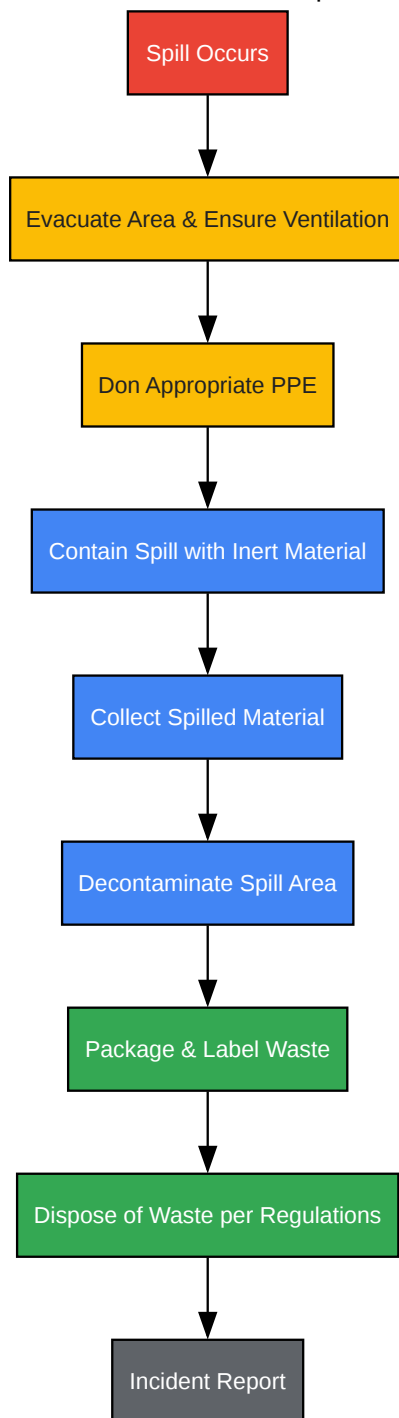 Spill Occurs
Evacuate Area & Ensure Ventilation
Don Appropriate PPE
Contain Spill with Inert Material
Collect Spilled Material
Decontaminate Spill Area
Package & Label Waste
Dispose of Waste per Regulations
Incident Report